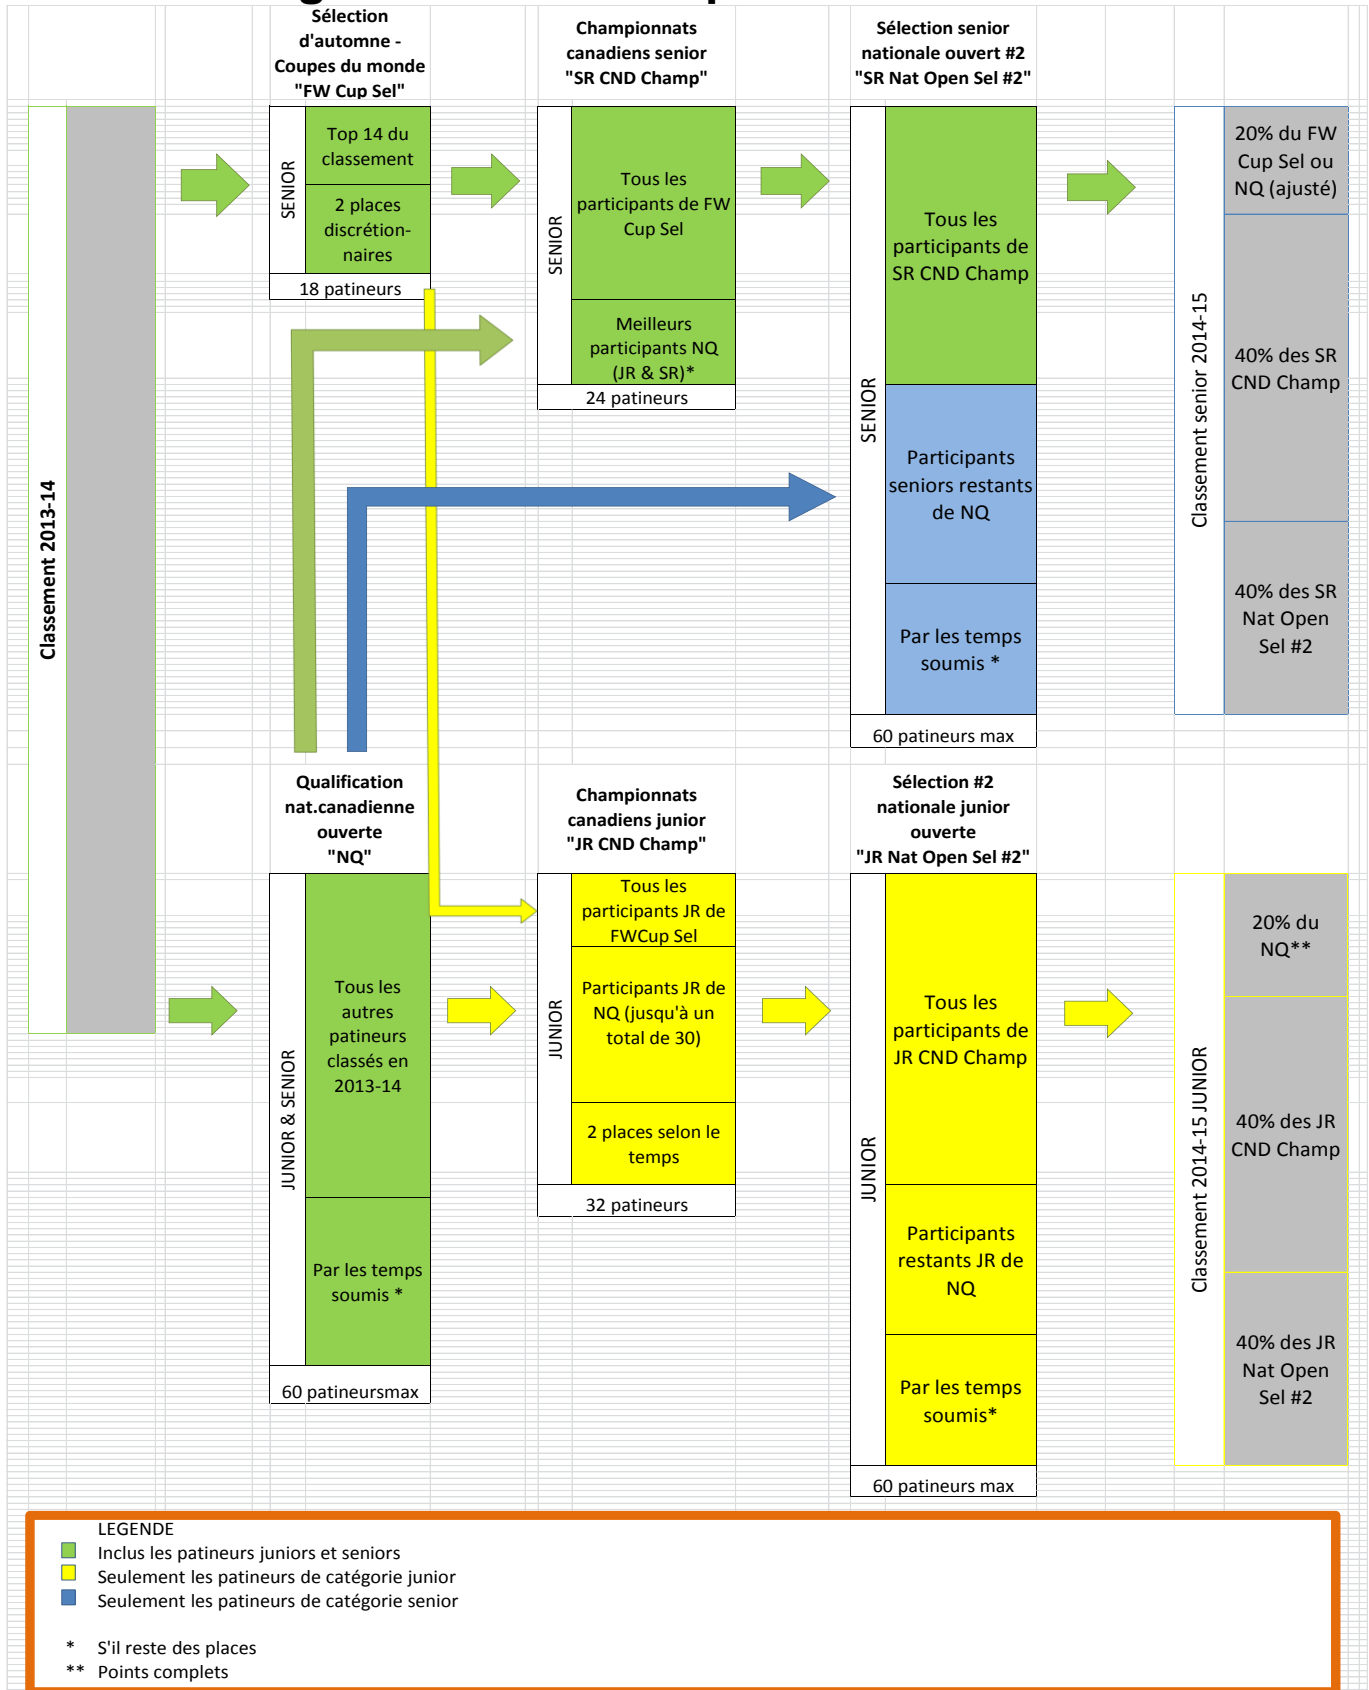 Sélection
d'automne -
Coupes du monde
"FW Cup Sel"
Championnats
canadiens senior
"SR CND Champ"
Sélection senior
nationale ouvert #2
"SR Nat Open Sel #2"
Classement 2013-14
SENIOR
Top 14 du
classement
2 places
discrétion-
naires
18 patineurs
SENIOR
Tous les
participants de FW
Cup Sel
Meilleurs
participants NQ
(JR & SR)*
24 patineurs
SENIOR
Tous les
participants de
SR CND Champ
Participants
seniors restants
de NQ
Par les temps
soumis *
60 patineurs max
Classement senior 2014-15
20% du FW
Cup Sel ou
NQ (ajusté)
40% des SR
CND Champ
40% des SR
Nat Open
Sel #2
Qualification
nat.canadienne
ouverte
"NQ"
Championnats
canadiens junior
"JR CND Champ"
Sélection #2
nationale junior
ouverte
"JR Nat Open Sel #2"
JUNIOR & SENIOR
Tous les
autres
patineurs
classés en
2013-14
Par les temps
soumis *
60 patineursmax
JUNIOR
Tous les
participants JR de
FWCup Sel
Participants JR de
NQ (jusqu'à un
total de 30)
2 places selon le
temps
32 patineurs
JUNIOR
Tous les
participants de
JR CND Champ
Participants
restants JR de
NQ
Par les temps
soumis*
60 patineurs max
Classement 2014-15 JUNIOR
20% du
NQ**
40% des JR
CND Champ
40% des JR
Nat Open
Sel #2
LEGENDE
Inclus les patineurs juniors et seniors
Seulement les patineurs de catégorie junior
Seulement les patineurs de catégorie senior
* S'il reste des places
** Points complets